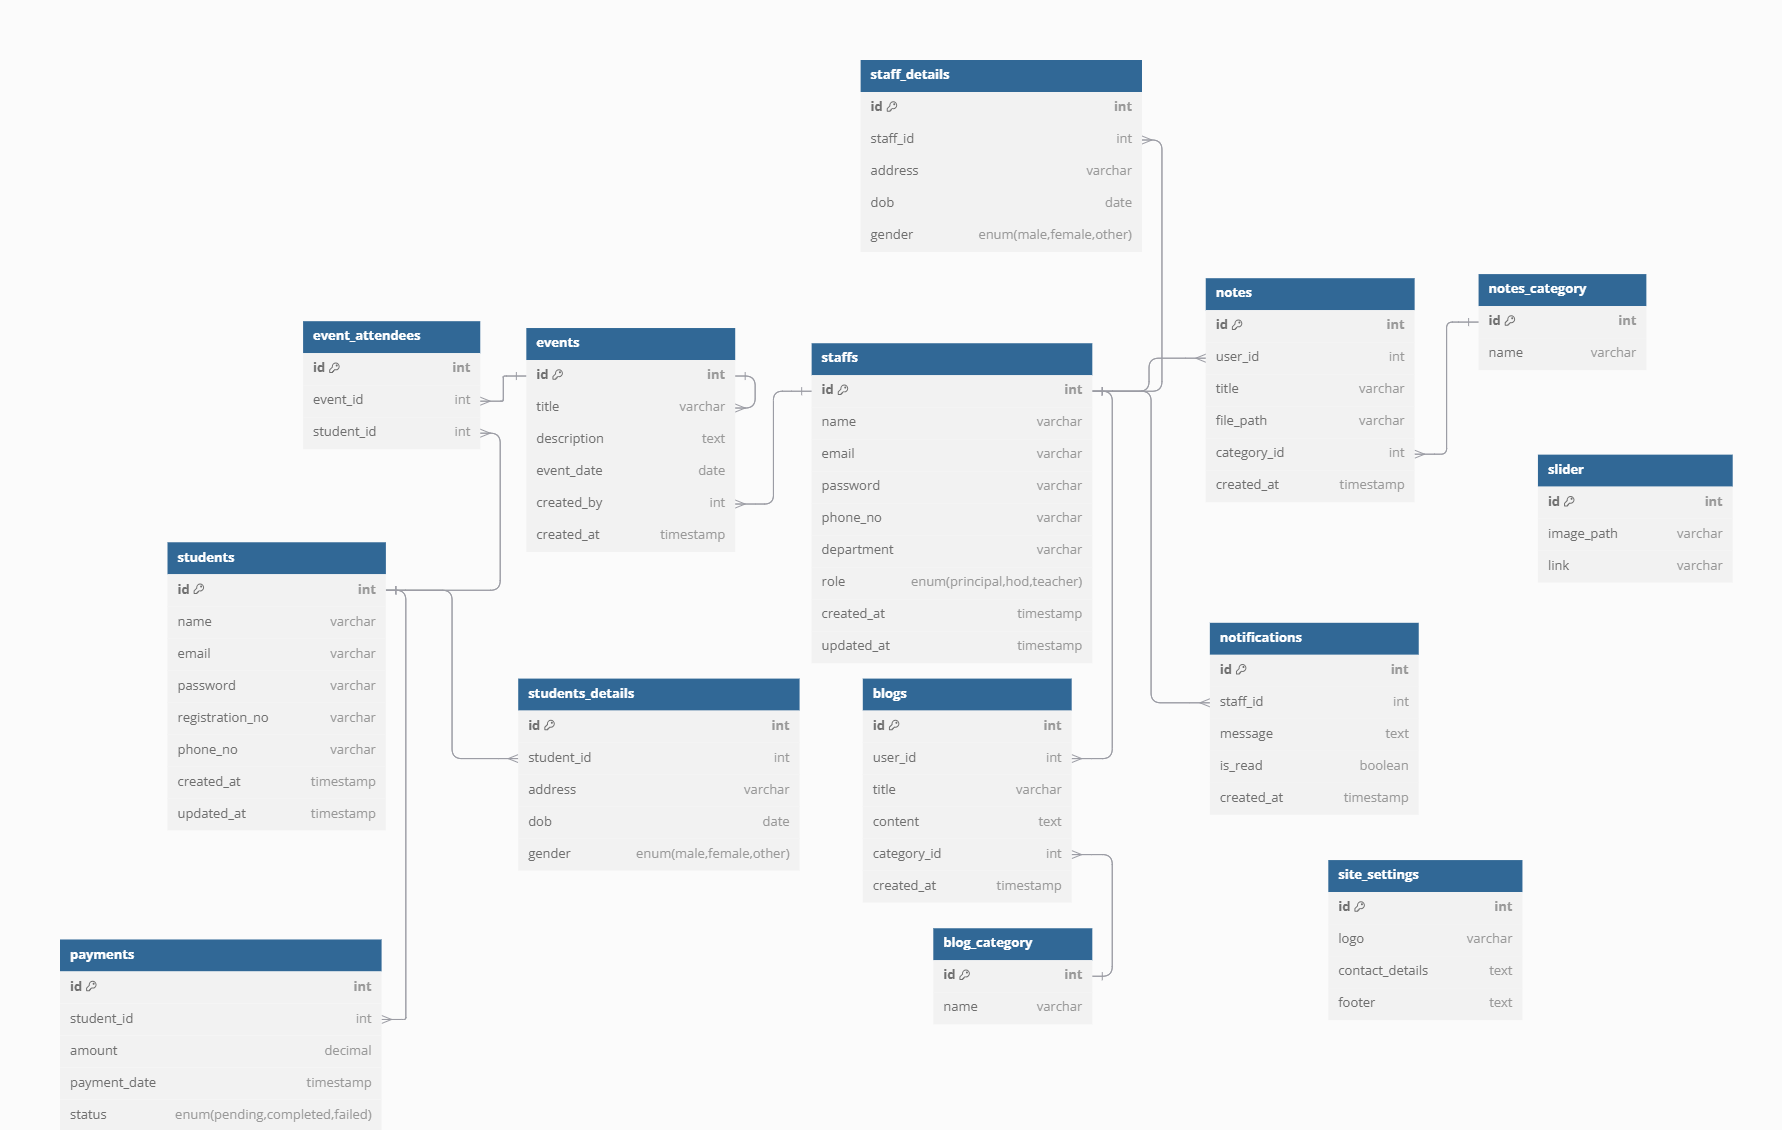 staff_details
id int
staff_id int
address varchar
dob date
gender enum(male,female,other)
notes
id int
user_id int
title varchar
file_path varchar
category_id int
created_at timestamp
notes_category
id int
name varchar
event_attendees
id int
event_id int
student_id int
events
id int
title varchar
description text
event_date date
created_by int
created_at timestamp
staffs
id int
name varchar
email varchar
password varchar
phone_no varchar
department varchar
role enum(principal,hod,teacher)
created_at timestamp
updated_at timestamp
slider
id int
image_path varchar
link varchar
students
id int
name varchar
email varchar
password varchar
registration_no varchar
phone_no varchar
created_at timestamp
updated_at timestamp
notifications
id int
staff_id int
message text
is_read boolean
created_at timestamp
students_details
id int
student_id int
address varchar
dob date
gender enum(male,female,other)
blogs
id int
user_id int
title varchar
content text
category_id int
created_at timestamp
site_settings
id int
logo varchar
contact_details text
footer text
blog_category
id int
name varchar
payments
id int
student_id int
amount decimal
payment_date timestamp
status enum(pending,completed,failed)